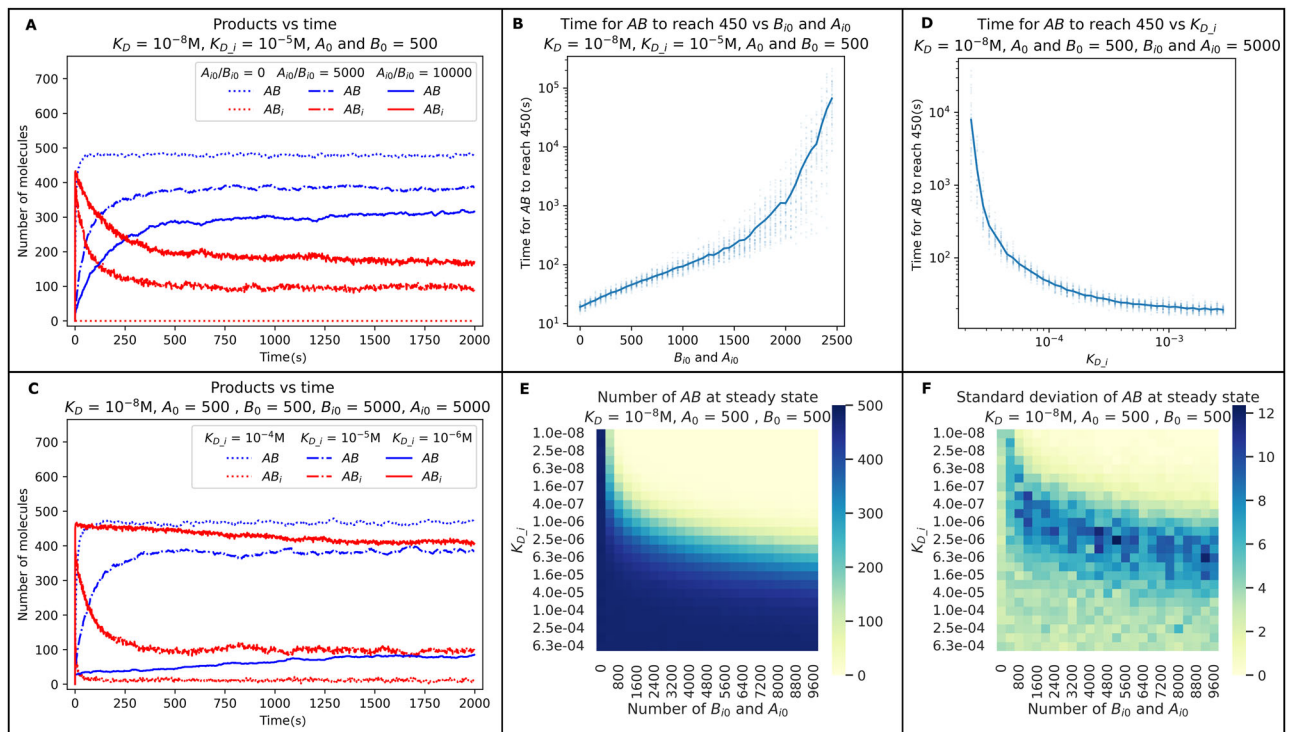 A
Products vs time
K_D = 10^-8M, K_D_i = 10^-5M, A_0 and B_0 = 500
A_i0/B_i0 = 0 A_i0/B_i0 = 5000 A_i0/B_i0 = 10000
AB AB AB
AB_i AB_i AB_i
Number of molecules
700
600
500
400
300
200
100
0
0 250 500 750 1000 1250 1500 1750 2000
Time(s)
B
Time for AB to reach 450 vs B_i0 and A_i0
K_D = 10^-8M, K_D_i = 10^-5M, A_0 and B_0 = 500
Time for AB to reach 450(s)
10^5
10^4
10^3
10^2
10^1
0 500 1000 1500 2000 2500
B_i0 and A_i0
D
Time for AB to reach 450 vs K_D_i
K_D = 10^-8M, A_0 and B_0 = 500, B_i0 and A_i0 = 5000
Time for AB to reach 450(s)
10^4
10^3
10^2
10^-4 10^-3
K_D_i
C
Products vs time
K_D = 10^-8M, A_0 = 500 , B_0 = 500, B_i0 = 5000, A_i0 = 5000
K_D_i = 10^-4M K_D_i = 10^-5M K_D_i = 10^-6M
AB AB AB
AB_i AB_i AB_i
Number of molecules
700
600
500
400
300
200
100
0
0 250 500 750 1000 1250 1500 1750 2000
Time(s)
E
Number of AB at steady state
K_D = 10^-8M, A_0 = 500 , B_0 = 500
K_D_i
1.0e-08
2.5e-08
6.3e-08
1.6e-07
4.0e-07
1.0e-06
2.5e-06
6.3e-06
1.6e-05
4.0e-05
1.0e-04
2.5e-04
6.3e-04
0 800 1600 2400 3200 4000 4800 5600 6400 7200 8000 8800 9600
Number of B_i0 and A_i0
500
400
300
200
100
0
F
Standard deviation of AB at steady state
K_D = 10^-8M, A_0 = 500 , B_0 = 500
K_D_i
1.0e-08
2.5e-08
6.3e-08
1.6e-07
4.0e-07
1.0e-06
2.5e-06
6.3e-06
1.6e-05
4.0e-05
1.0e-04
2.5e-04
6.3e-04
0 800 1600 2400 3200 4000 4800 5600 6400 7200 8000 8800 9600
Number of B_i0 and A_i0
12
10
8
6
4
2
0